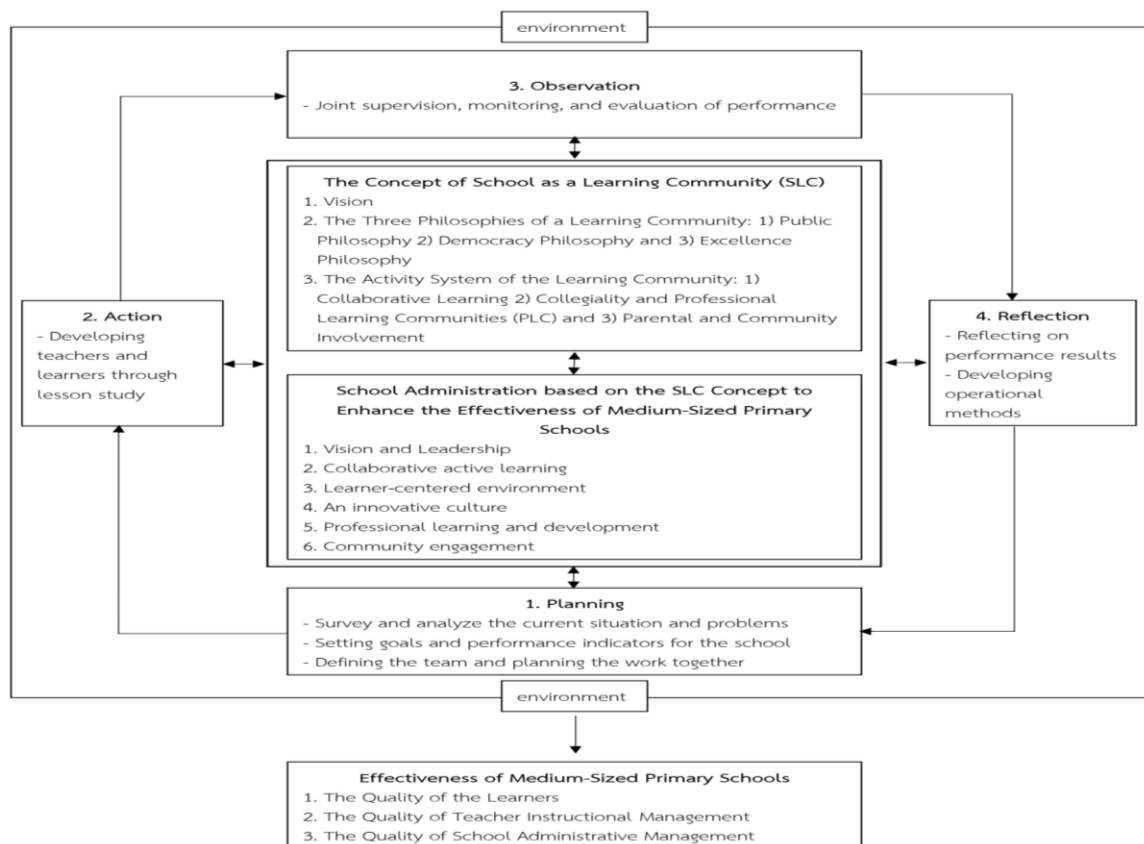 environment
3. Observation
- Joint supervision, monitoring, and evaluation of performance
The Concept of School as a Learning Community (SLC)
1. Vision
2. The Three Philosophies of a Learning Community: 1) Public
Philosophy 2) Democracy Philosophy and 3) Excellence
Philosophy
3. The Activity System of the Learning Community: 1)
Collaborative Learning 2) Collegiality and Professional
Learning Communities (PLC) and 3) Parental and Community
Involvement
2. Action
- Developing
teachers and
learners through
lesson study
4. Reflection
- Reflecting on
performance results
- Developing
operational
methods
School Administration based on the SLC Concept to
Enhance the Effectiveness of Medium-Sized Primary
Schools
1. Vision and Leadership
2. Collaborative active learning
3. Learner-centered environment
4. An innovative culture
5. Professional learning and development
6. Community engagement
1. Planning
- Survey and analyze the current situation and problems
- Setting goals and performance indicators for the school
- Defining the team and planning the work together
environment
Effectiveness of Medium-Sized Primary Schools
1. The Quality of the Learners
2. The Quality of Teacher Instructional Management
3. The Quality of School Administrative Management